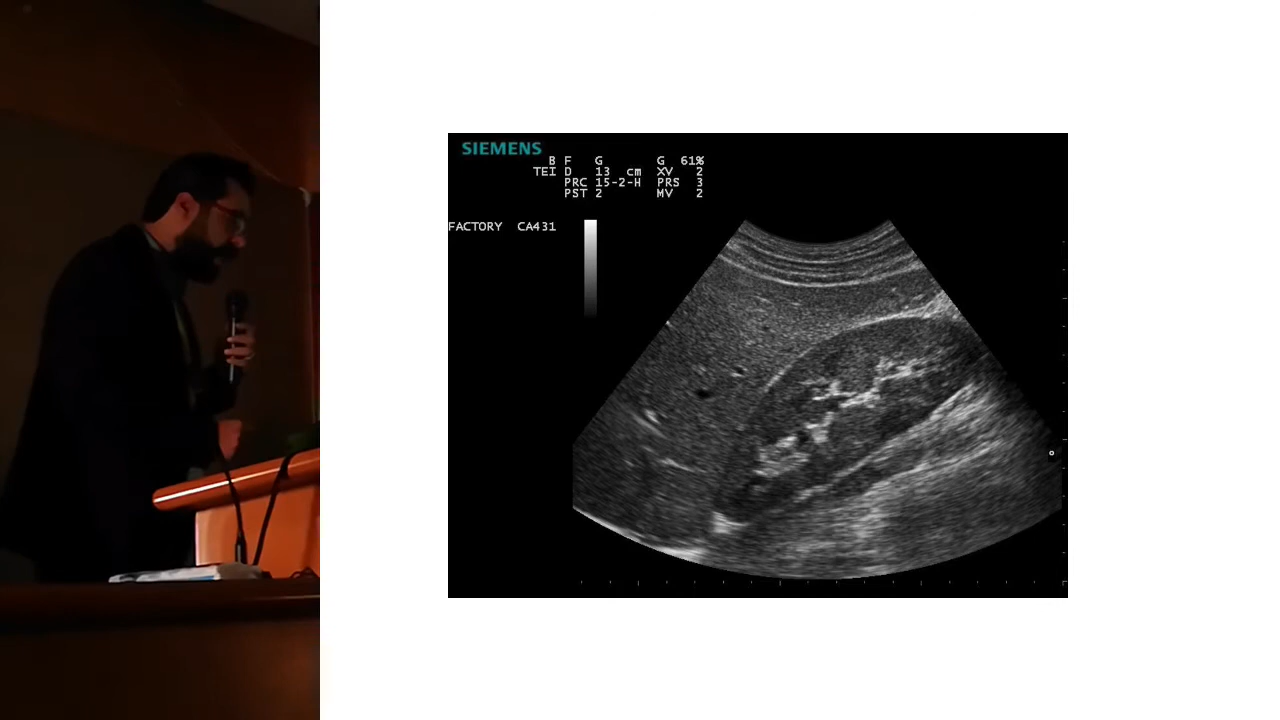 SIEMENS
B F G G 61%
TEI D 13 cm XV 2
PRC 15-2-H PRS 3
PST 2 MV 2
FACTORY CA431